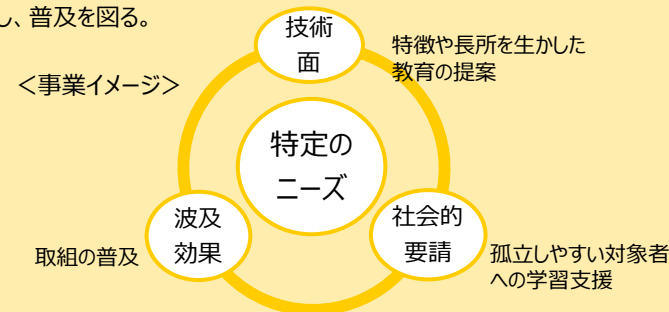 し、普及を図る。
＜事業イメージ＞
技術
面
特徴や長所を生かした
教育の提案
特定の
ニーズ
波及
効果
取組の普及
社会的
要請
孤立しやすい対象者
への学習支援